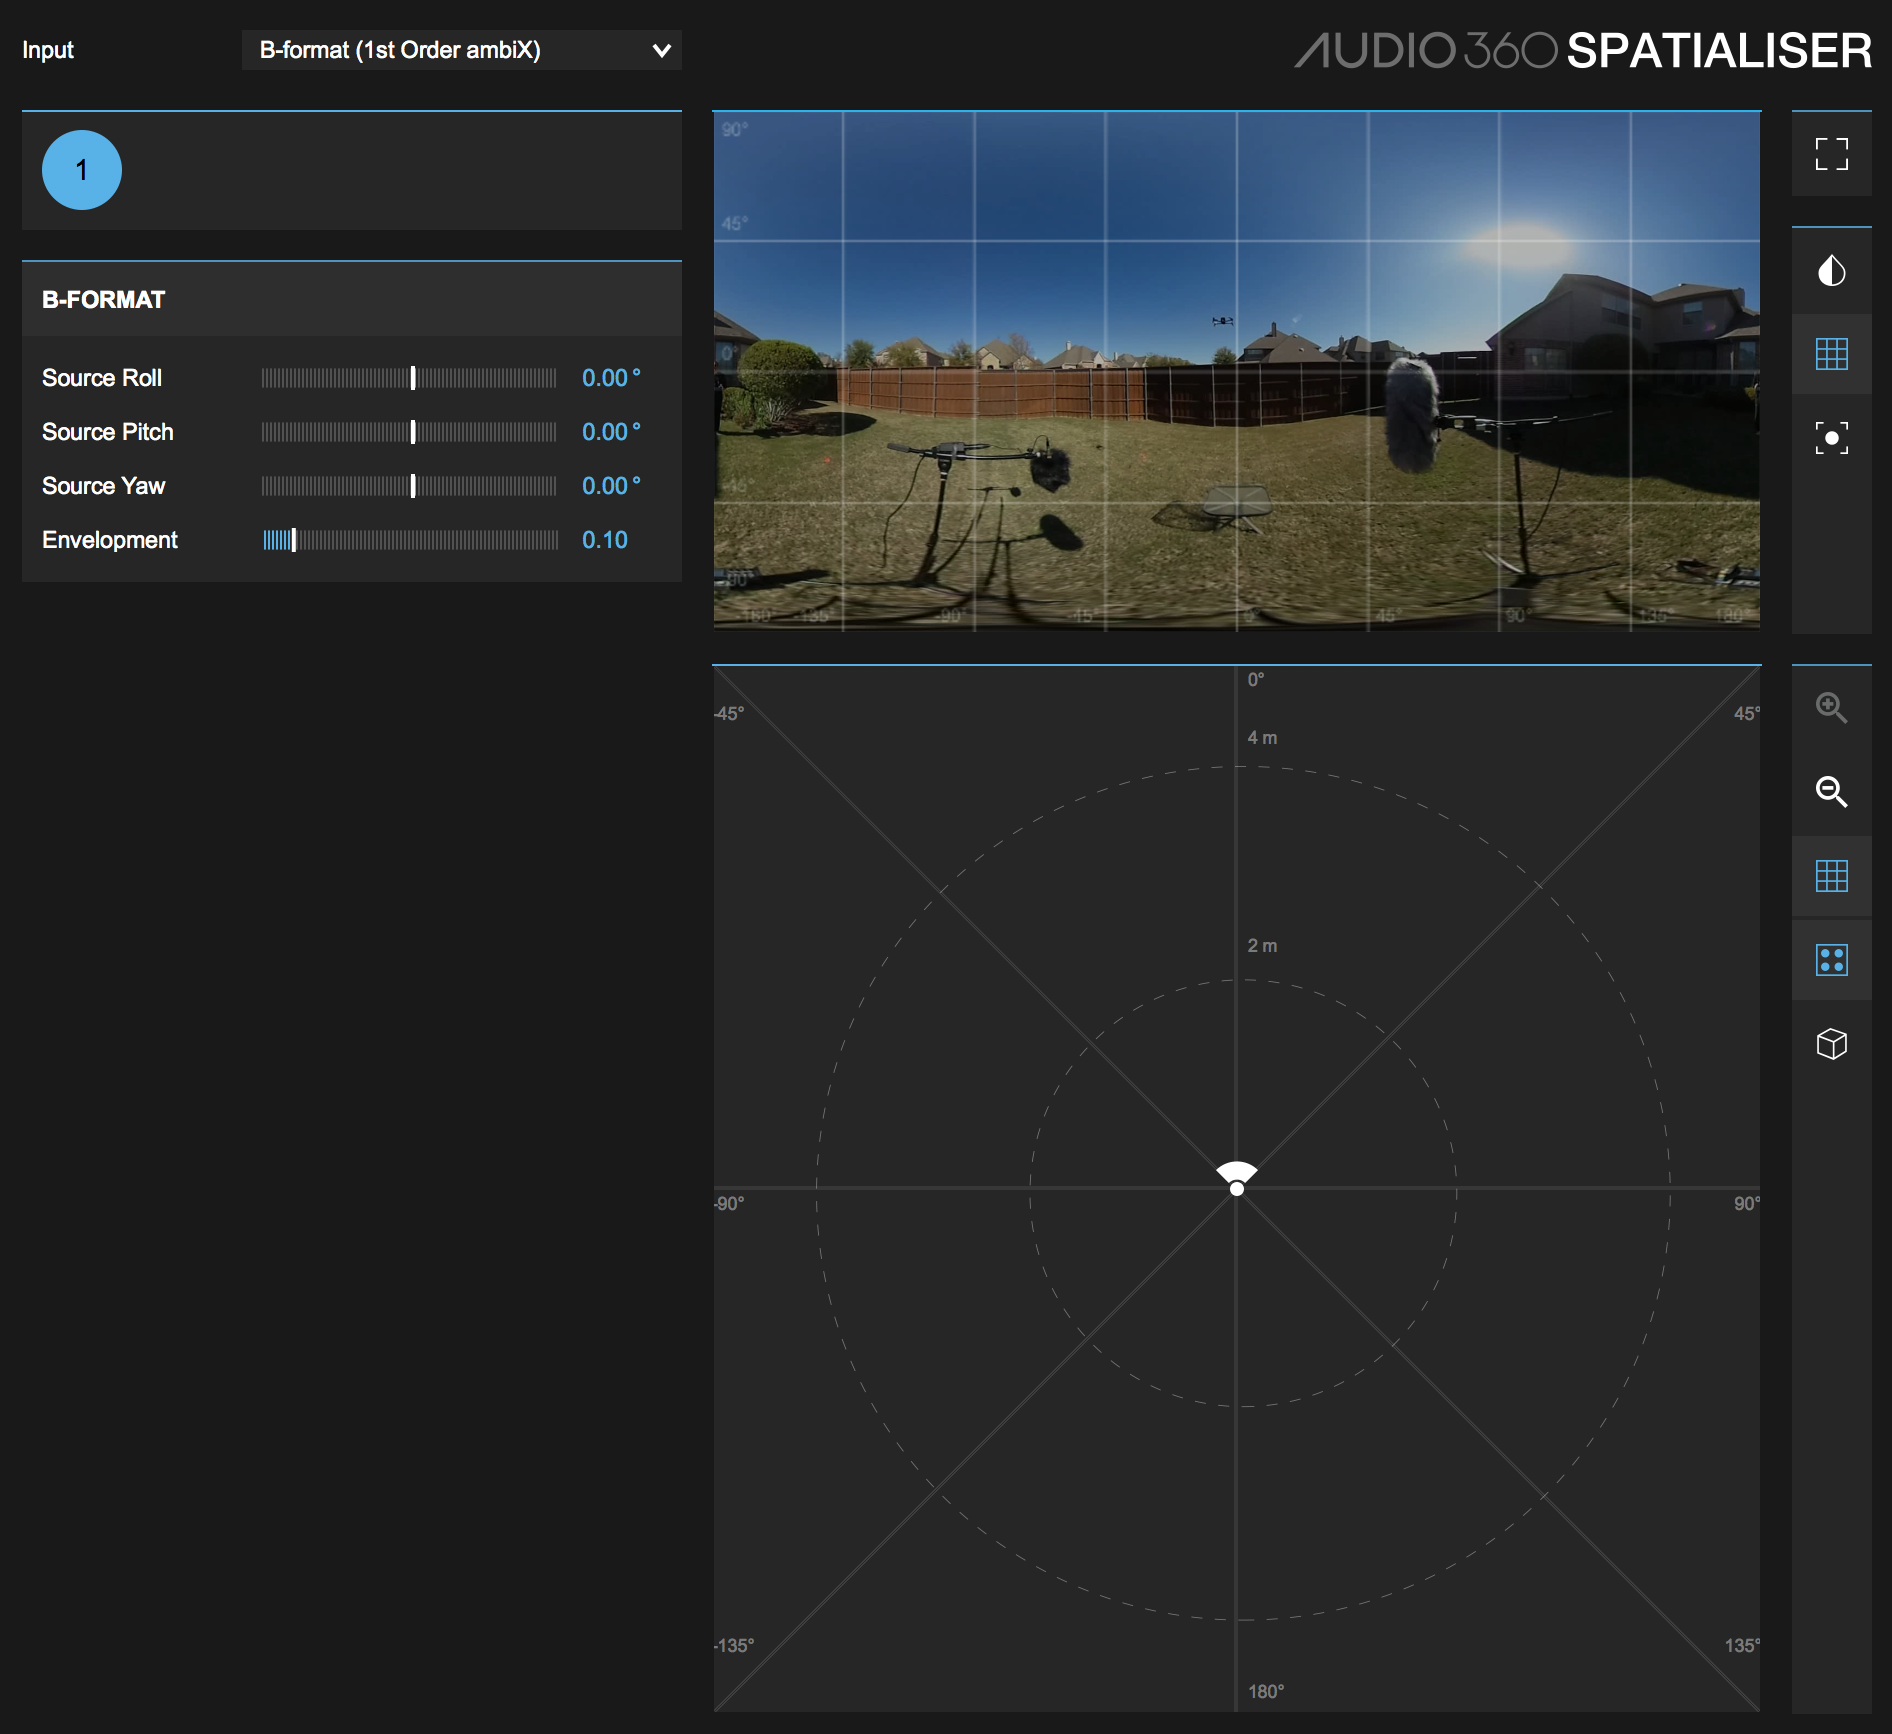 Input
B-format (1st Order ambiX)
AUDIO 360 SPATIALISER
1
B-FORMAT
Source Roll 0.00 °
Source Pitch 0.00 °
Source Yaw 0.00 °
Envelopment 0.10
90°
45°
0°
-45°
-90°
-180° -135° -90° -45° 0° 45° 90° 135° 180°
0°
-45° 45°
4 m
2 m
-90° 90°
-135° 135°
180°